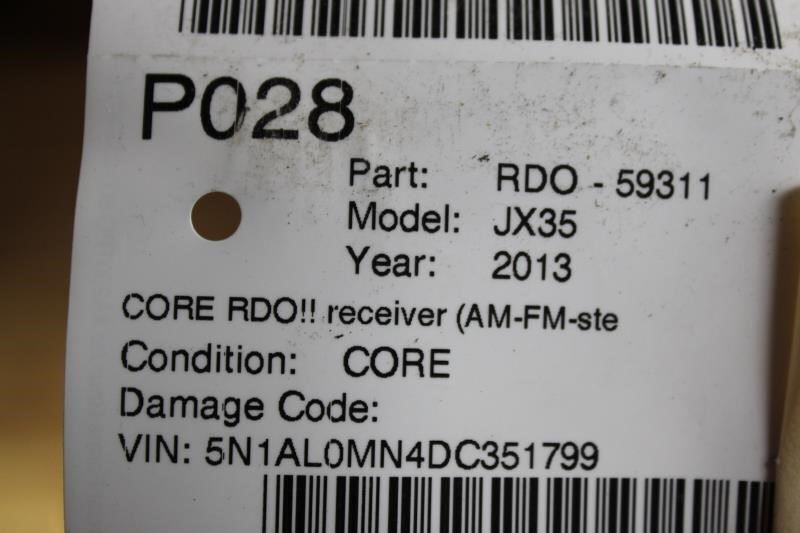 P028
Part: RDO - 59311
Model: JX35
Year: 2013
CORE RDO!! receiver (AM-FM-ste
Condition: CORE
Damage Code:
VIN: 5N1AL0MN4DC351799